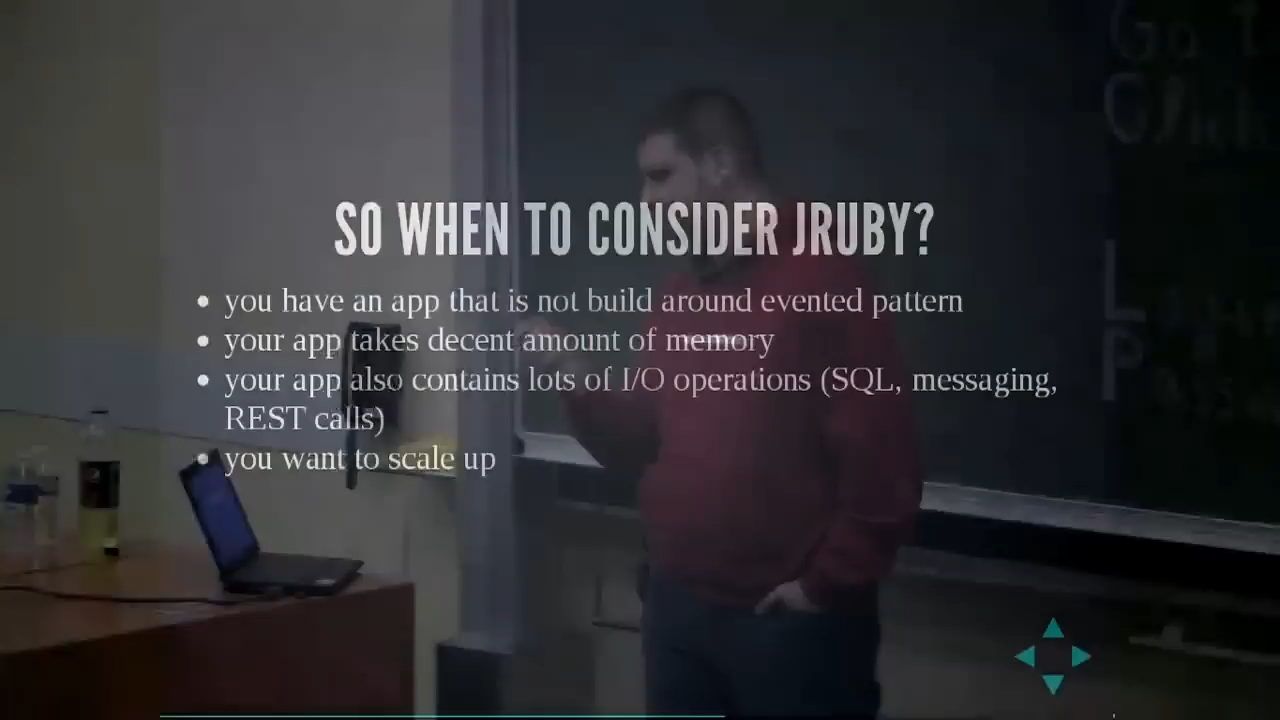 SO WHEN TO CONSIDER JRUBY?
you have an app that is not build around evented pattern
your app takes decent amount of memory
your app also contains lots of I/O operations (SQL, messaging,
REST calls)
you want to scale up